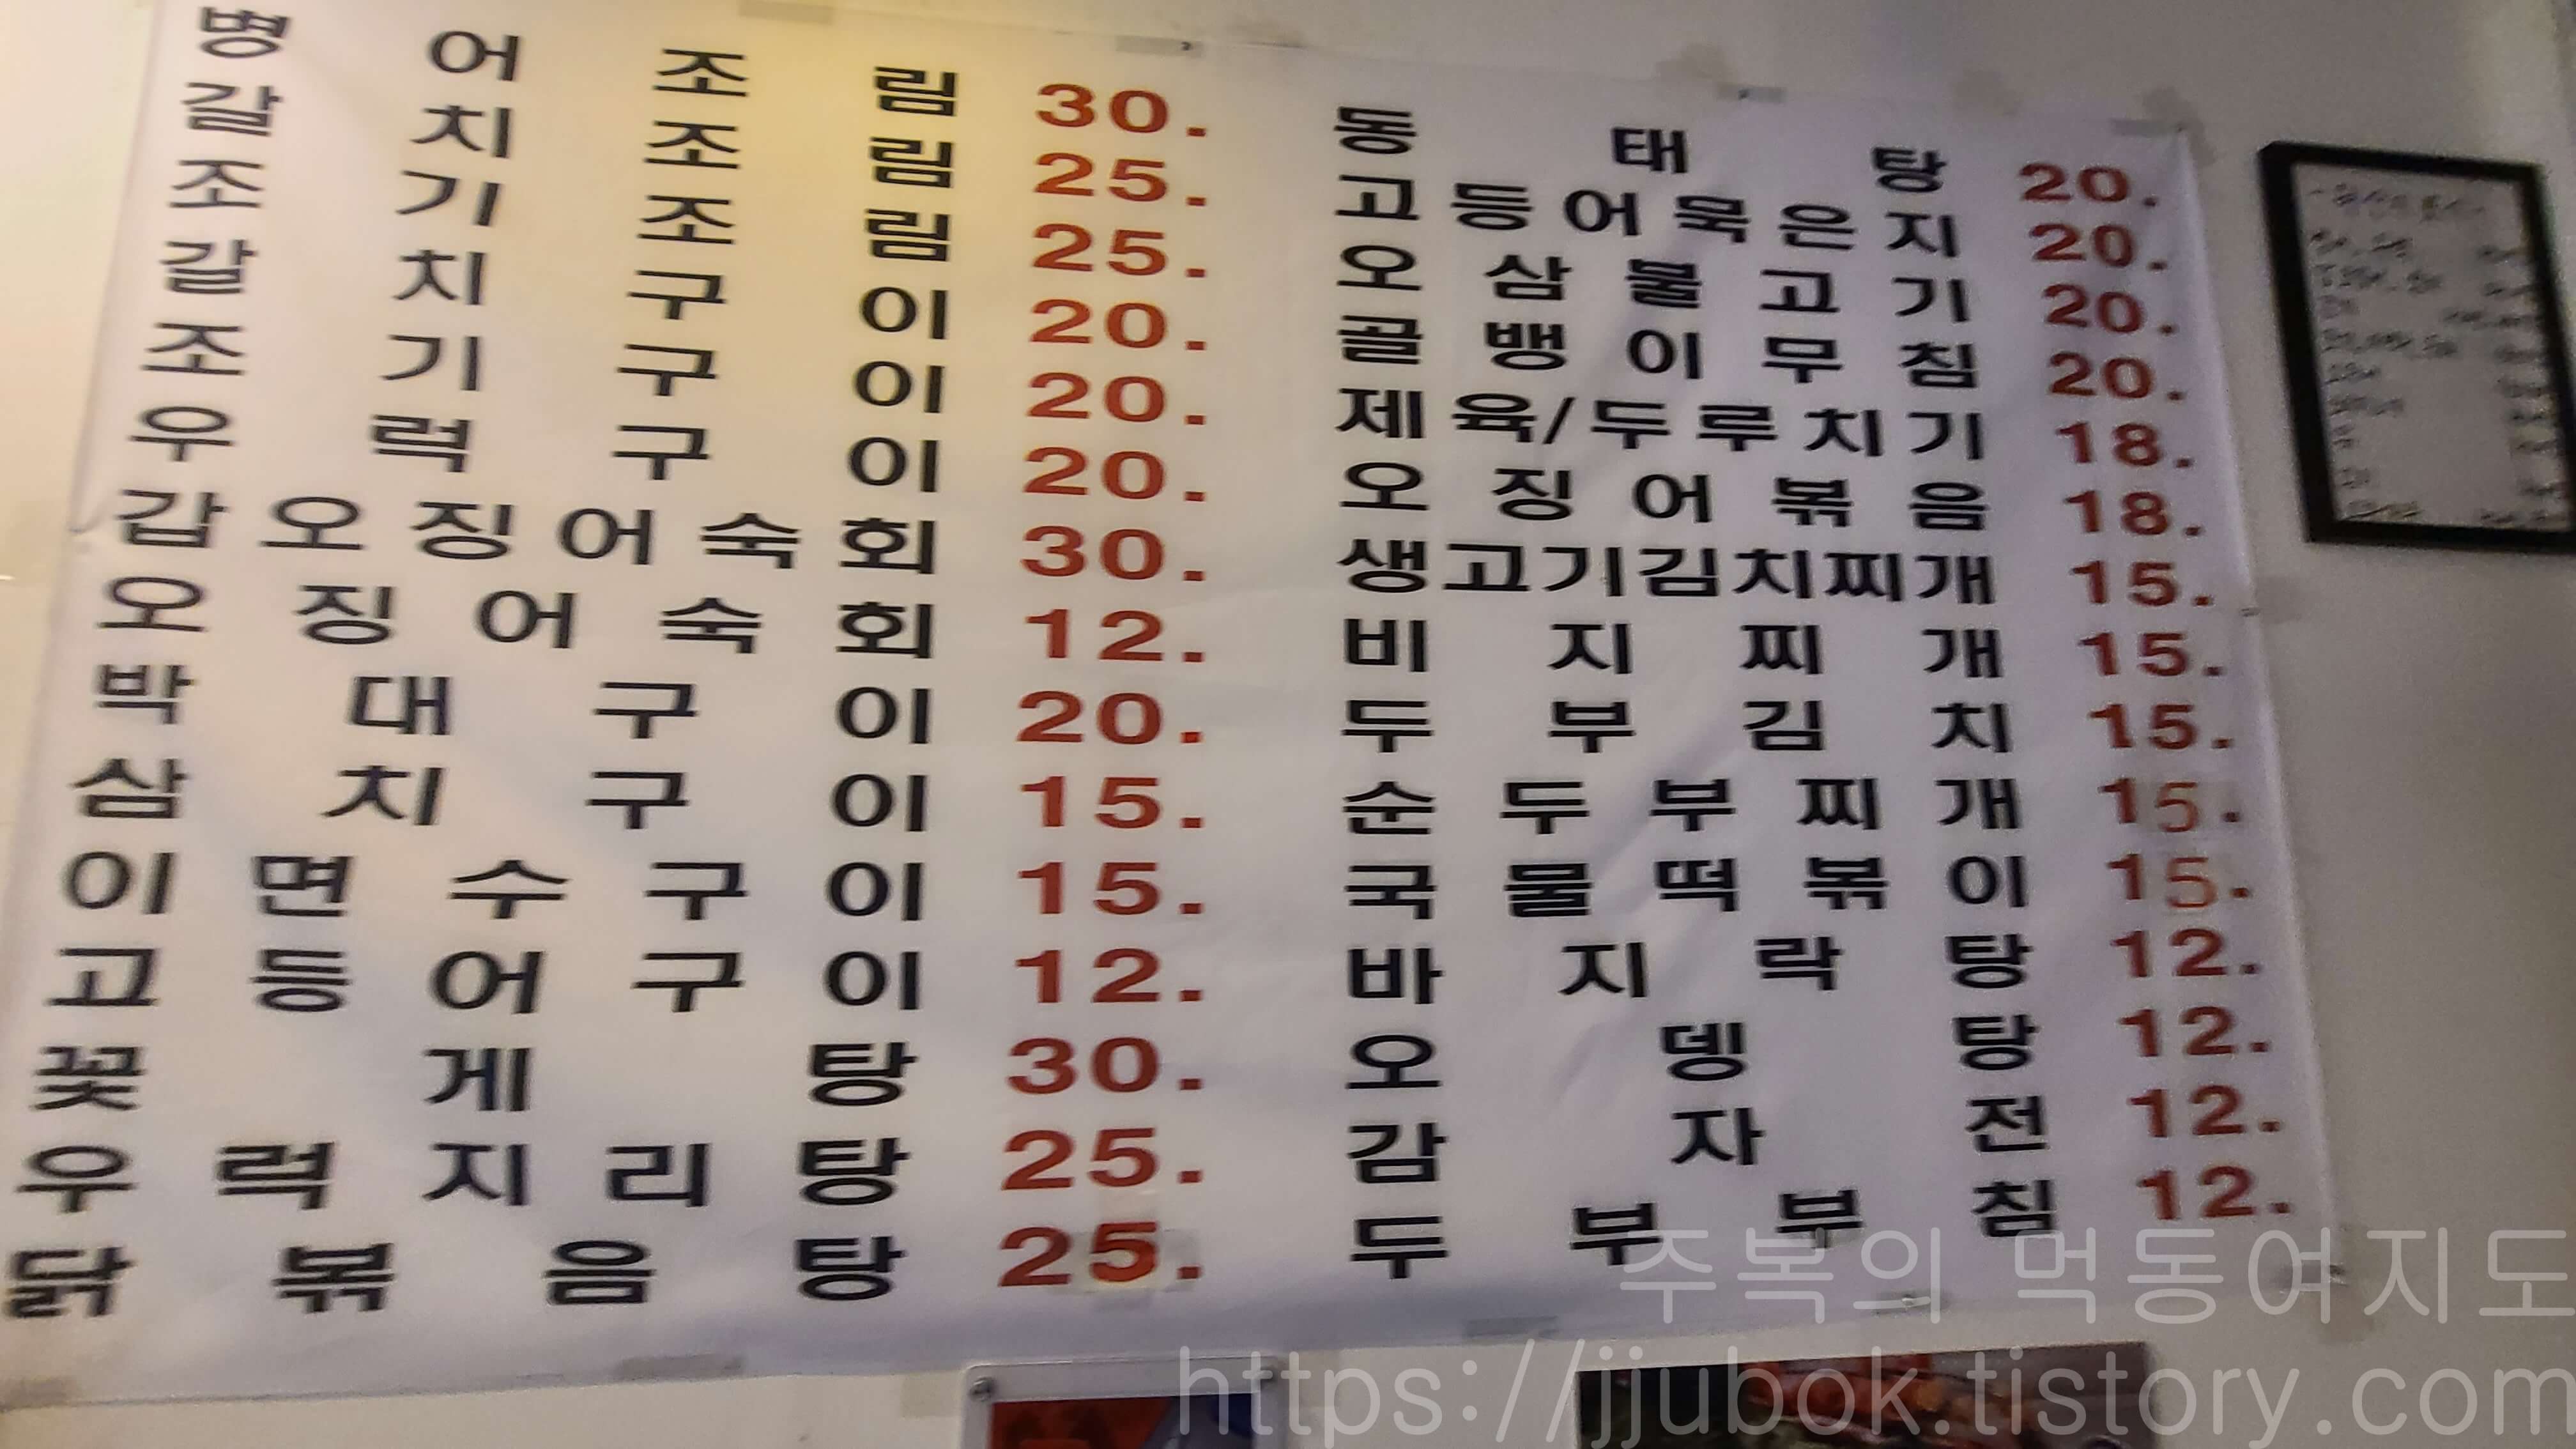 병어조림 30.
갈치조림 25.
조기조림 25.
갈치구이 20.
조기구이 20.
우럭구이 20.
갑오징어숙회 30.
오징어숙회 12.
박대구이 20.
삼치구이 15.
이면수구이 15.
고등어구이 12.
꽃게탕 30.
우럭지리탕 25.
닭볶음탕 25.
동태탕 20.
고등어묵은지 20.
오삼불고기 20.
골뱅이무침 20.
제육/두루치기 18.
오징어볶음 18.
생고기김치찌개 15.
비지찌개 15.
두부김치 15.
순두부찌개 15.
국물떡볶이 15.
바지락탕 12.
오뎅탕 12.
감자전 12.
두부부침 12.
주복의 먹동여지도
https://jjubok.tistory.com